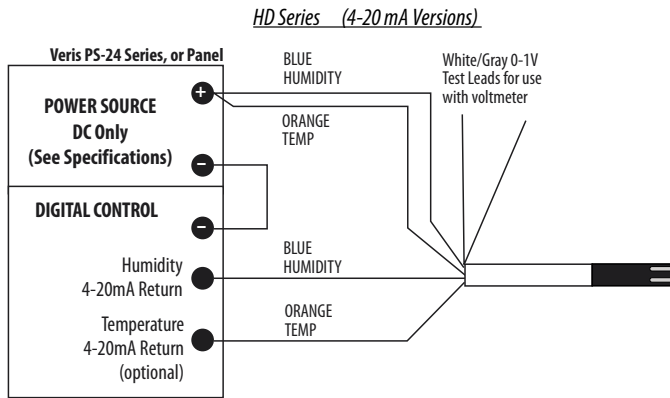 HD Series (4-20 mA Versions)
Veris PS-24 Series, or Panel
POWER SOURCE
DC Only
(See Specifications)
+
−
DIGITAL CONTROL
−
Humidity
4-20mA Return
Temperature
4-20mA Return
(optional)
BLUE
HUMIDITY
ORANGE
TEMP
BLUE
HUMIDITY
ORANGE
TEMP
White/Gray 0-1V
Test Leads for use
with voltmeter